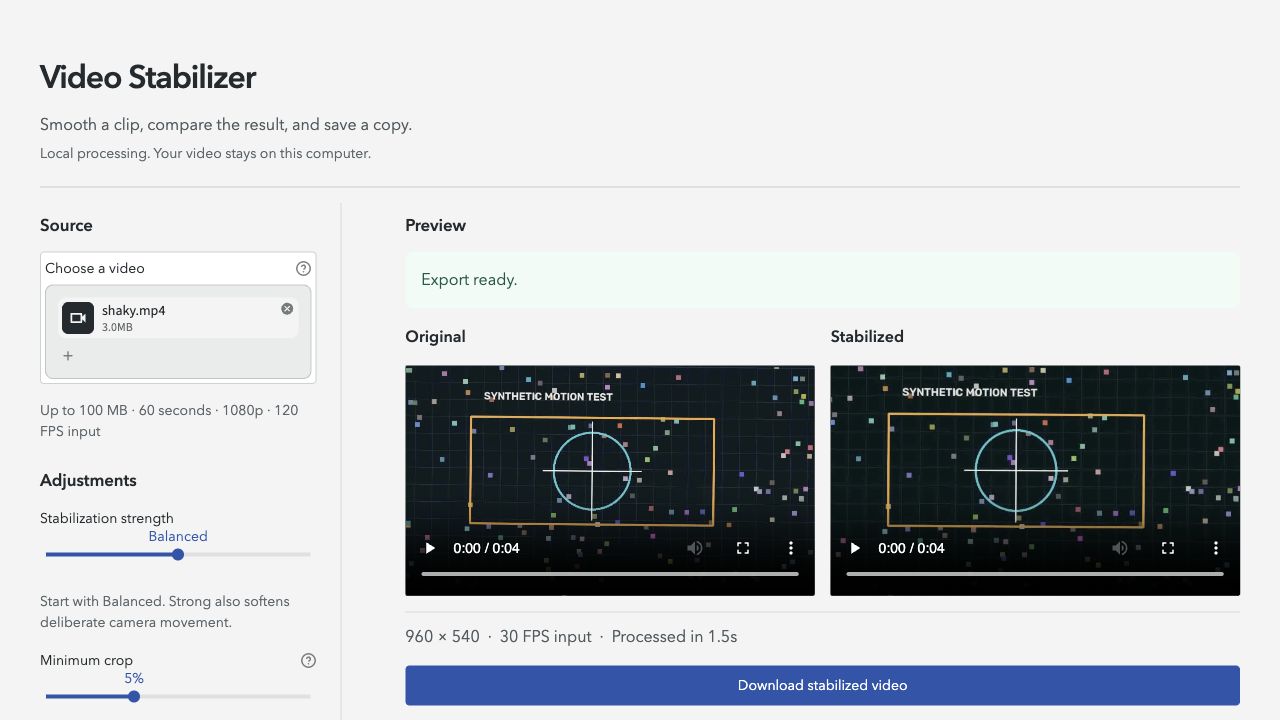 Video Stabilizer
Smooth a clip, compare the result, and save a copy.
Local processing. Your video stays on this computer.
Source
Choose a video
shaky.mp4
3.0MB
Up to 100 MB · 60 seconds · 1080p · 120
FPS input
Adjustments
Stabilization strength
Balanced
Start with Balanced. Strong also softens
deliberate camera movement.
Minimum crop
5%
Preview
Export ready.
Original
SYNTHETIC MOTION TEST
0:00 / 0:04
Stabilized
SYNTHETIC MOTION TEST
0:00 / 0:04
960 × 540 · 30 FPS input · Processed in 1.5s
Download stabilized video